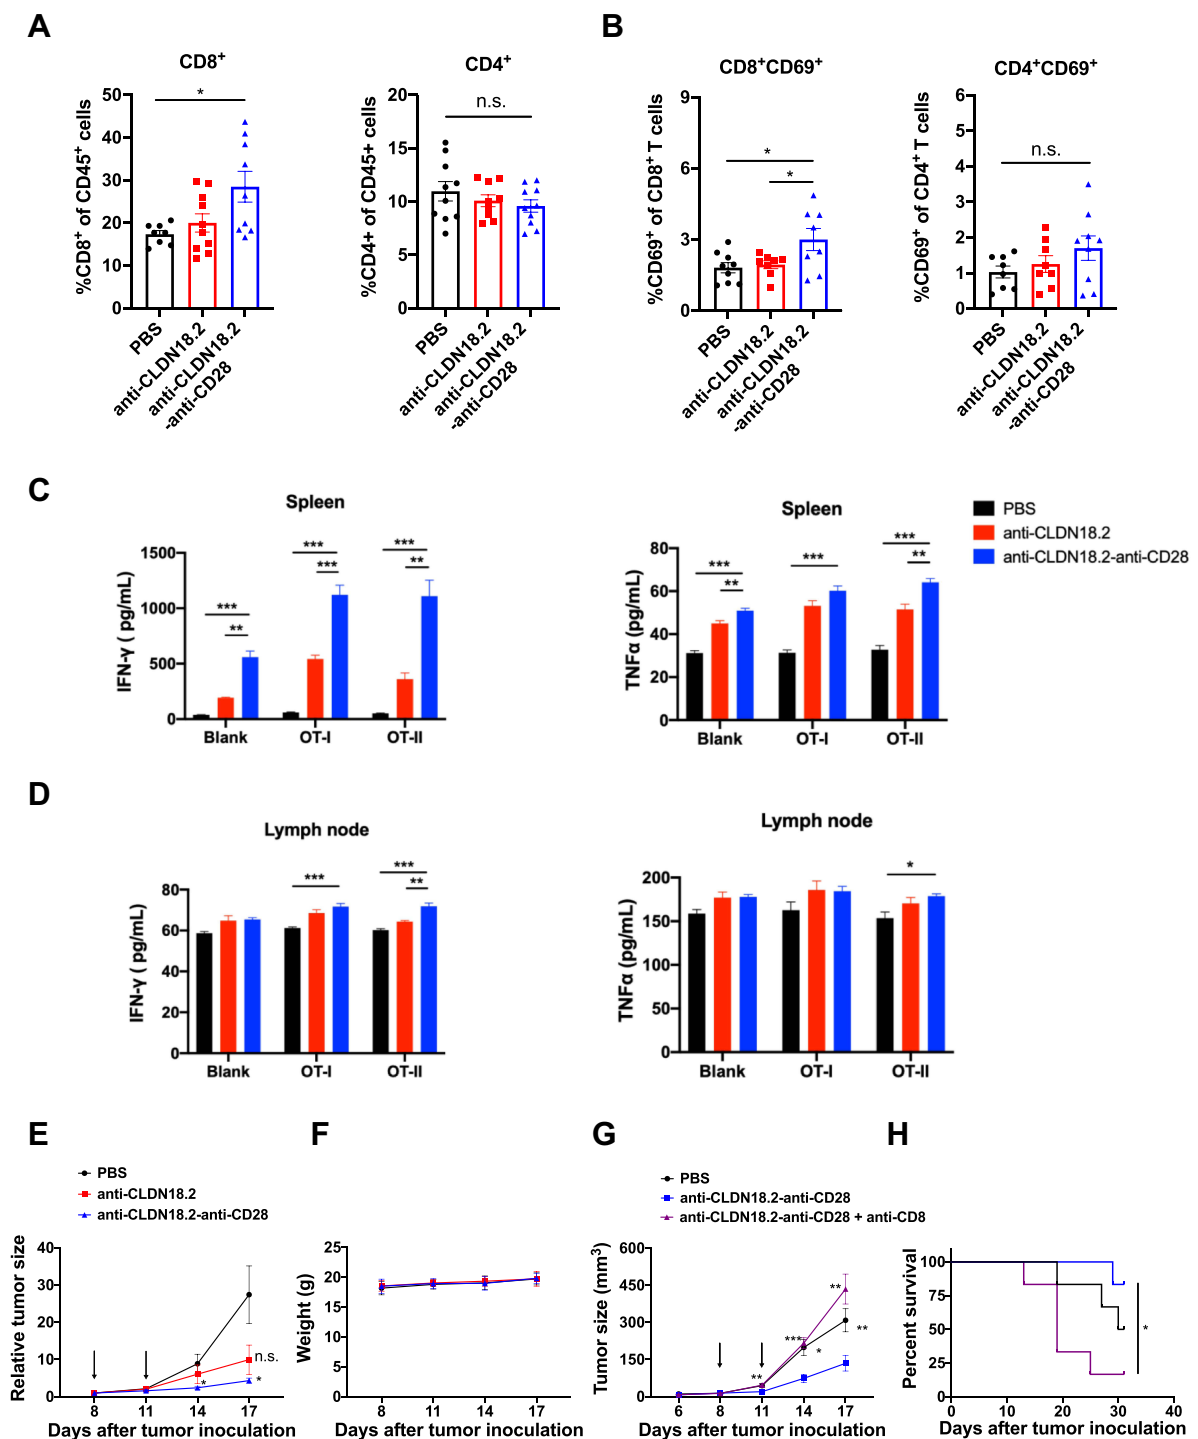 A
B
CD8+
CD4+
CD8+CD69+
CD4+CD69+
%CD8+ of CD45+ cells
50
40
30
20
10
0
*
PBS
anti-CLDN18.2
anti-CLDN18.2
-anti-CD28
%CD4+ of CD45+ cells
20
15
10
5
0
n.s.
PBS
anti-CLDN18.2
anti-CLDN18.2
-anti-CD28
%CD69+ of CD8+ T cells
9
6
3
0
*
*
PBS
anti-CLDN18.2
anti-CLDN18.2
-anti-CD28
%CD69+ of CD4+ T cells
6
5
4
3
2
1
0
n.s.
PBS
anti-CLDN18.2
anti-CLDN18.2
-anti-CD28
C
Spleen
IFN-γ ( pg/mL)
1500
1000
500
0
***
**
***
***
***
**
Blank
OT-I
OT-II
Spleen
TNFα (pg/mL)
80
60
40
20
0
***
**
***
***
**
Blank
OT-I
OT-II
PBS
anti-CLDN18.2
anti-CLDN18.2-anti-CD28
D
Lymph node
IFN-γ ( pg/mL)
80
60
40
20
0
***
***
**
Blank
OT-I
OT-II
Lymph node
TNFα (pg/mL)
200
150
100
50
0
*
Blank
OT-I
OT-II
E
PBS
anti-CLDN18.2
anti-CLDN18.2-anti-CD28
Relative tumor size
40
30
20
10
0
n.s.
*
*
8
11
14
17
Days after tumor inoculation
F
Weight (g)
25
20
15
10
5
0
8
11
14
17
Days after tumor inoculation
G
PBS
anti-CLDN18.2-anti-CD28
anti-CLDN18.2-anti-CD28 + anti-CD8
Tumor size (mm3)
600
450
300
150
0
**
***
*
**
**
6
8
11
14
17
Days after tumor inoculation
H
Percent survival
100
75
50
25
0
*
0
10
20
30
40
Days after tumor inoculation